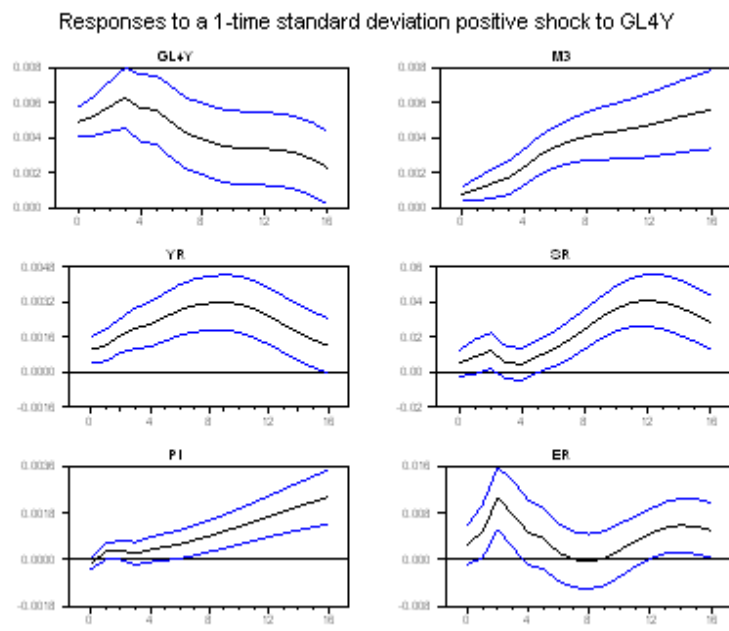 Responses to a 1-time standard deviation positive shock to GL4Y
GL4Y
0.008
0.006
0.004
0.002
0.000
0 4 8 12 16
M3
0.008
0.006
0.004
0.002
0.000
0 4 8 12 16
YR
0.0048
0.0032
0.0016
0.0000
-0.0016
0 4 8 12 16
SR
0.06
0.04
0.02
0.00
-0.02
0 4 8 12 16
PI
0.0036
0.0018
0.0000
-0.0018
0 4 8 12 16
ER
0.016
0.008
0.000
-0.008
0 4 8 12 16